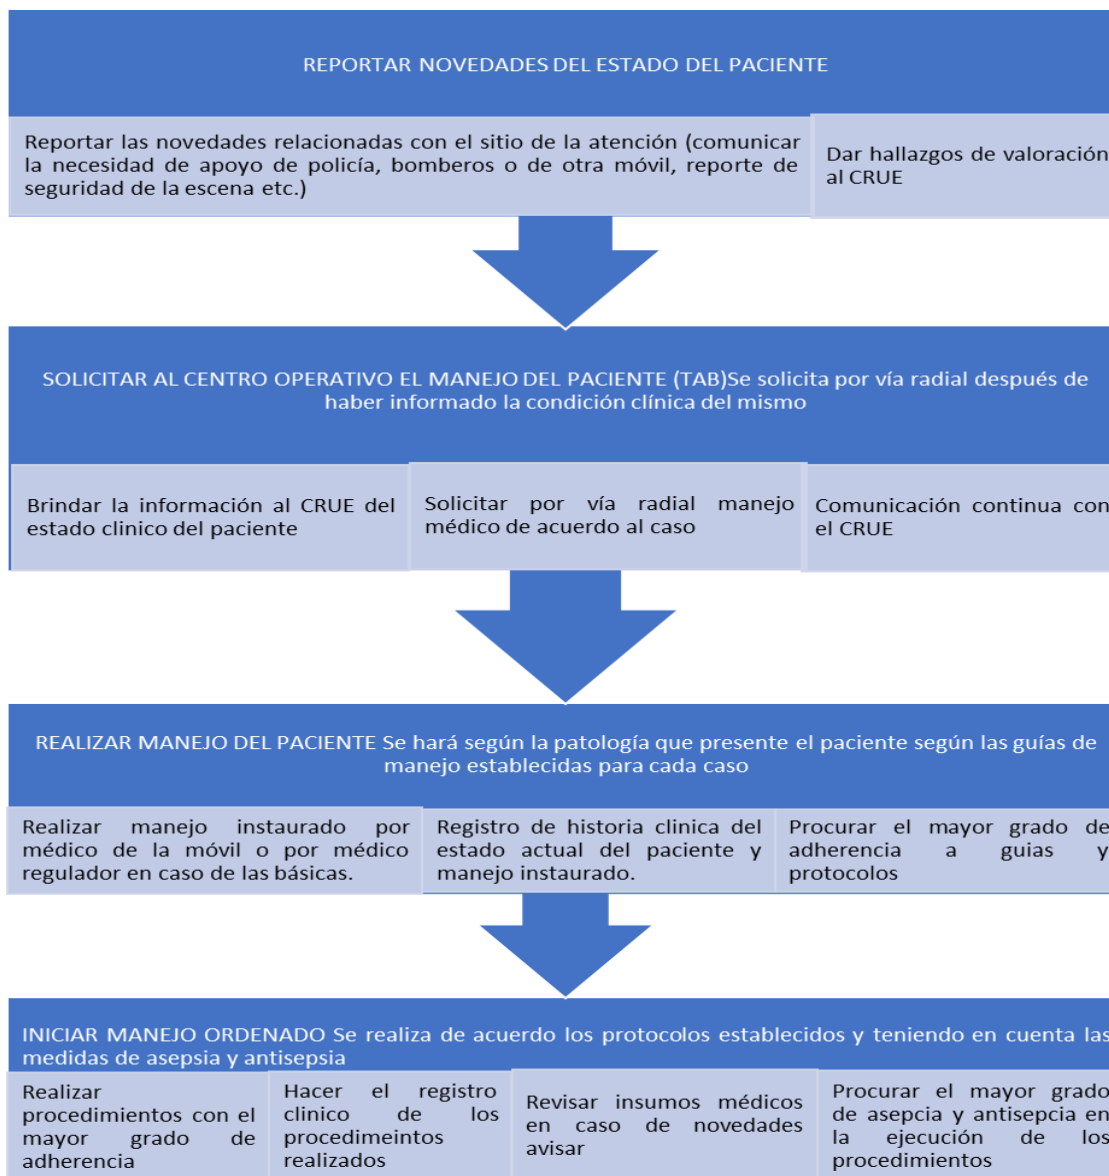 REPORTAR NOVEDADES DEL ESTADO DEL PACIENTE
Reportar las novedades relacionadas con el sitio de la atención (comunicar
la necesidad de apoyo de policía, bomberos o de otra móvil, reporte de
seguridad de la escena etc.)
Dar hallazgos de valoración
al CRUE
SOLICITAR AL CENTRO OPERATIVO EL MANEJO DEL PACIENTE (TAB)Se solicita por vía radial después de
haber informado la condición clínica del mismo
Brindar la información al CRUE del
estado clinico del paciente
Solicitar por vía radial manejo
médico de acuerdo al caso
Comunicación continua con
el CRUE
REALIZAR MANEJO DEL PACIENTE Se hará según la patología que presente el paciente según las guías de
manejo establecidas para cada caso
Realizar manejo instaurado por
médico de la móvil o por médico
regulador en caso de las básicas.
Registro de historia clinica del
estado actual del paciente y
manejo instaurado.
Procurar el mayor grado de
adherencia a guias y
protocolos
INICIAR MANEJO ORDENADO Se realiza de acuerdo los protocolos establecidos y teniendo en cuenta las
medidas de asepsia y antisepsia
Realizar
procedimientos con el
mayor grado de
adherencia
Hacer el registro
clinico de los
procedimeintos
realizados
Revisar insumos médicos
en caso de novedades
avisar
Procurar el mayor grado
de asepcia y antisepcia en
la ejecución de los
procedimientos